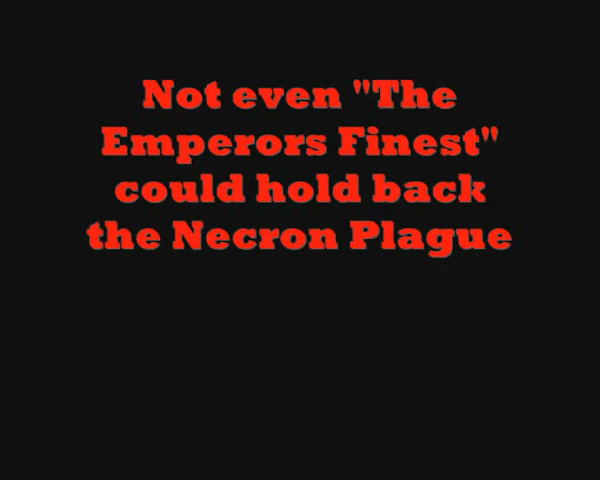 Not even "The
Emperors Finest"
could hold back
the Necron Plague